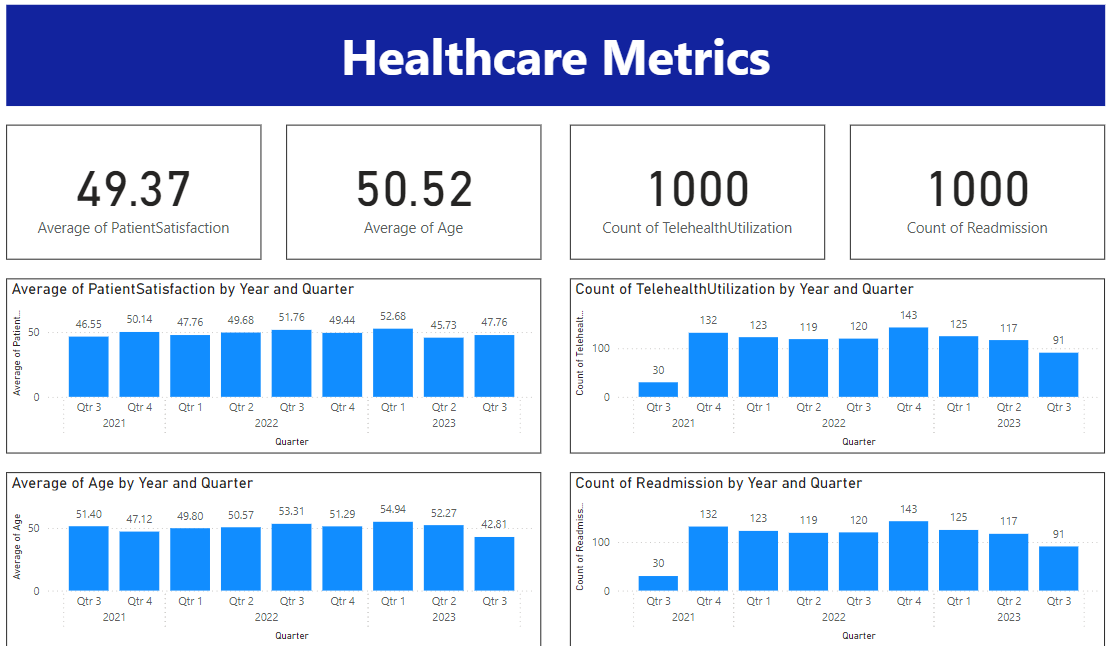 Healthcare Metrics
49.37
Average of PatientSatisfaction
50.52
Average of Age
1000
Count of TelehealthUtilization
1000
Count of Readmission
Average of PatientSatisfaction by Year and Quarter
Average of Patient...
50
0
46.55 50.14 47.76 49.68 51.76 49.44 52.68 45.73 47.76
Qtr 3 Qtr 4 Qtr 1 Qtr 2 Qtr 3 Qtr 4 Qtr 1 Qtr 2 Qtr 3
2021 2022 2023
Quarter
Count of TelehealthUtilization by Year and Quarter
Count of Telehealt...
100
0
30 132 123 119 120 143 125 117 91
Qtr 3 Qtr 4 Qtr 1 Qtr 2 Qtr 3 Qtr 4 Qtr 1 Qtr 2 Qtr 3
2021 2022 2023
Quarter
Average of Age by Year and Quarter
Average of Age
50
0
51.40 47.12 49.80 50.57 53.31 51.29 54.94 52.27 42.81
Qtr 3 Qtr 4 Qtr 1 Qtr 2 Qtr 3 Qtr 4 Qtr 1 Qtr 2 Qtr 3
2021 2022 2023
Quarter
Count of Readmission by Year and Quarter
Count of Readmiss...
100
0
30 132 123 119 120 143 125 117 91
Qtr 3 Qtr 4 Qtr 1 Qtr 2 Qtr 3 Qtr 4 Qtr 1 Qtr 2 Qtr 3
2021 2022 2023
Quarter